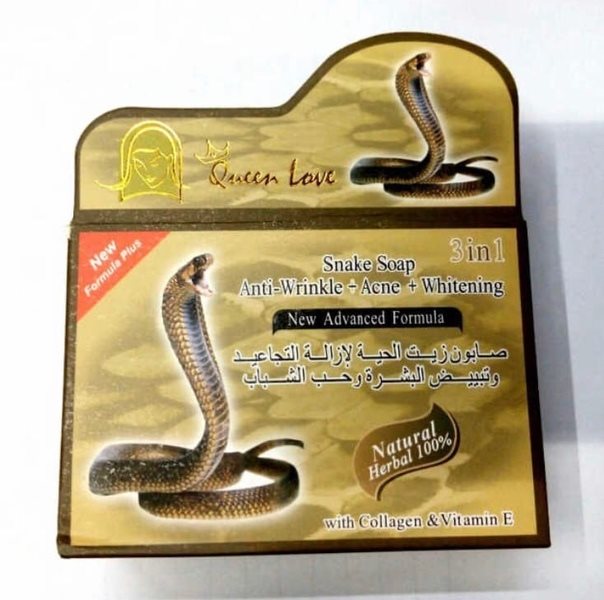 Queen Love
New
Formula Plus
3in1
Snake Soap
Anti-Wrinkle + Acne + Whitening
New Advanced Formula
صابون زيت الحية لإزالة التجاعيد
وتبييض البشرة وحب الشباب
Natural
Herbal 100%
with Collagen & Vitamin E